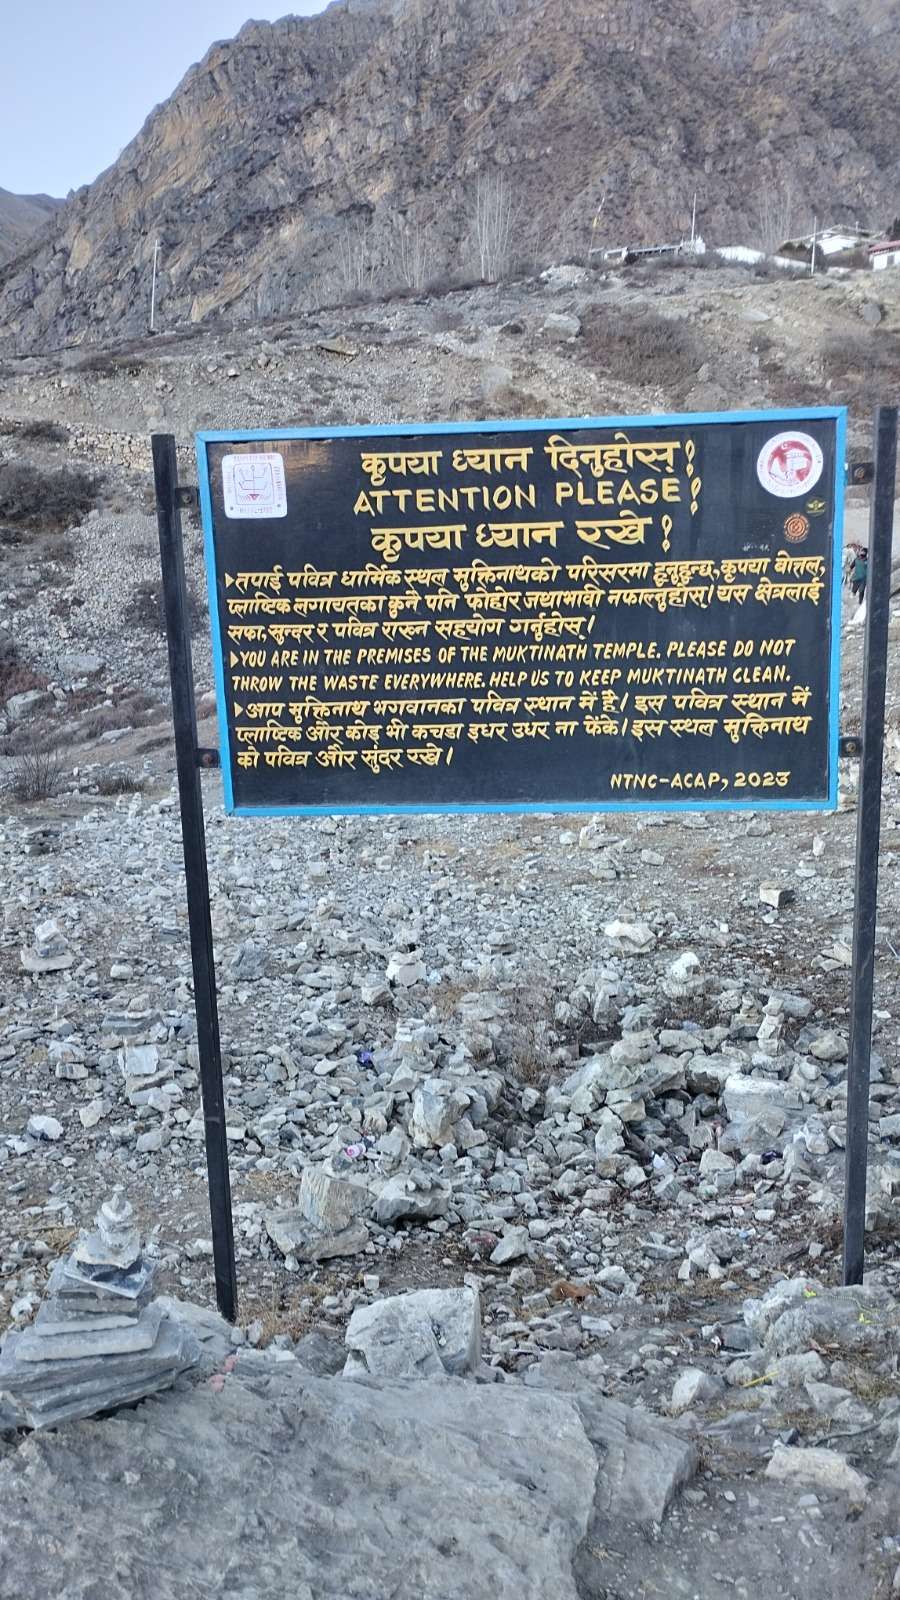 कृपया ध्यान दिनुहोस् !
ATTENTION PLEASE !
कृपया ध्यान रखे !
तपाई पवित्र धार्मिक स्थल मुक्तिनाथको परिसरमा हुनुहुन्छ, कृपया बोत्तल,
प्लाष्टिक लगायतका कुनै पनि फोहोर जथाभावी नफाल्नुहोस्। यस क्षेत्रलाई
सफा, सुन्दर र पवित्र राख्न सहयोग गर्नुहोस्।
YOU ARE IN THE PREMISES OF THE MUKTINATH TEMPLE. PLEASE DO NOT
THROW THE WASTE EVERYWHERE. HELP US TO KEEP MUKTINATH CLEAN.
आप मुक्तिनाथ भगवानका पवित्र स्थान में है। इस पवित्र स्थान में
प्लाष्टिक और कोइ भी कचडा इधर उधर ना फेंके। इस स्थल मुक्तिनाथ
को पवित्र और सुंदर रखे।
NTNC-ACAP, 2023